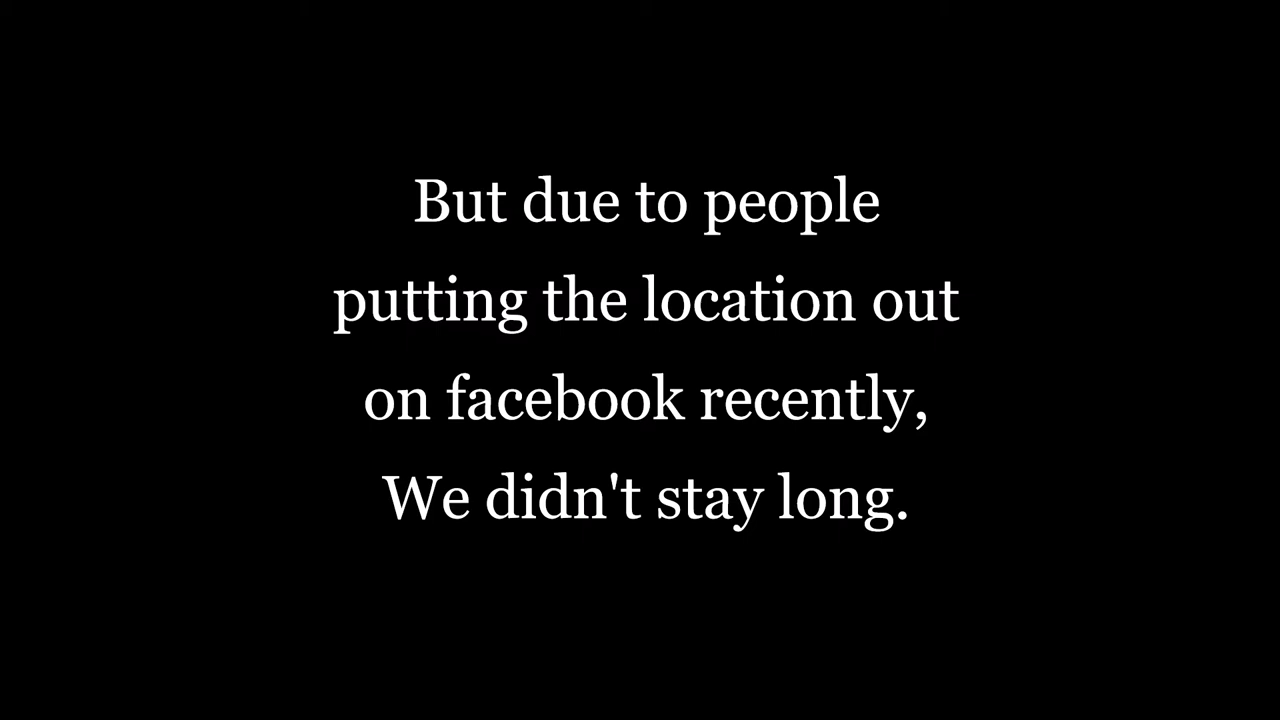 But due to people
putting the location out
on facebook recently,
We didn't stay long.